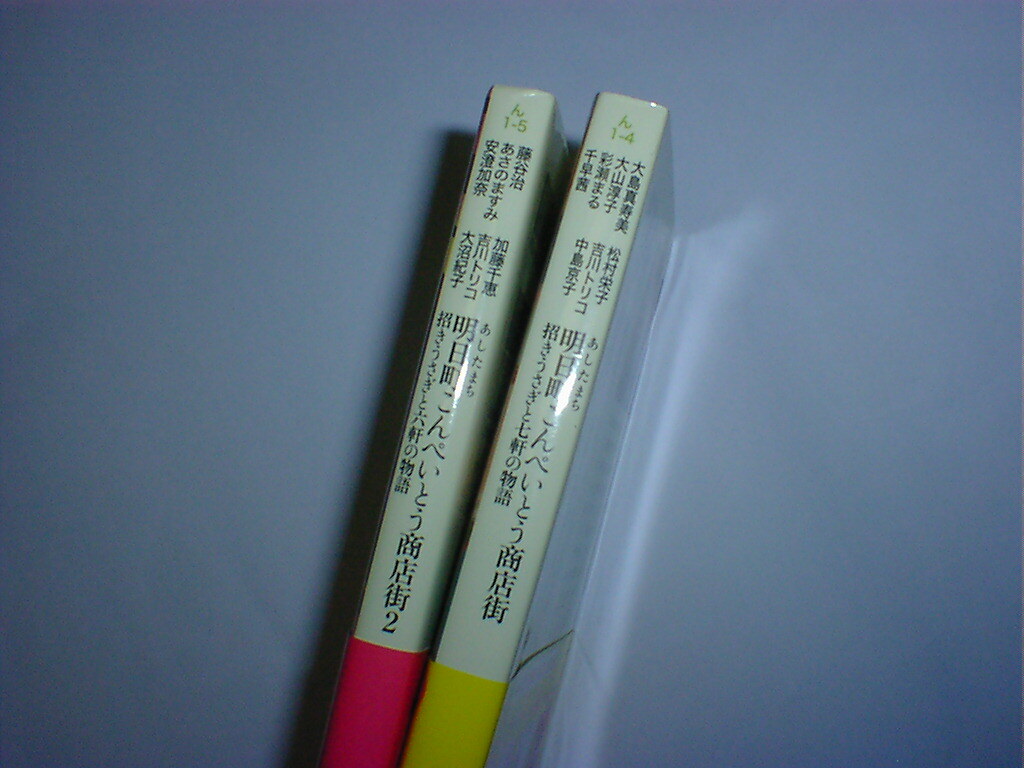 ん
1-5
藤谷治
あさのますみ
安澄加奈
加藤千恵
吉川トリコ
大沼紀子
あしたまち
明日町こんぺいとう商店街2
招きうさぎと六軒の物語
ん
1-4
大島真寿美
大山淳子
彩瀬まる
千早茜
松村栄子
吉川トリコ
中島京子
あしたまち
明日町こんぺいとう商店街
招きうさぎと七軒の物語